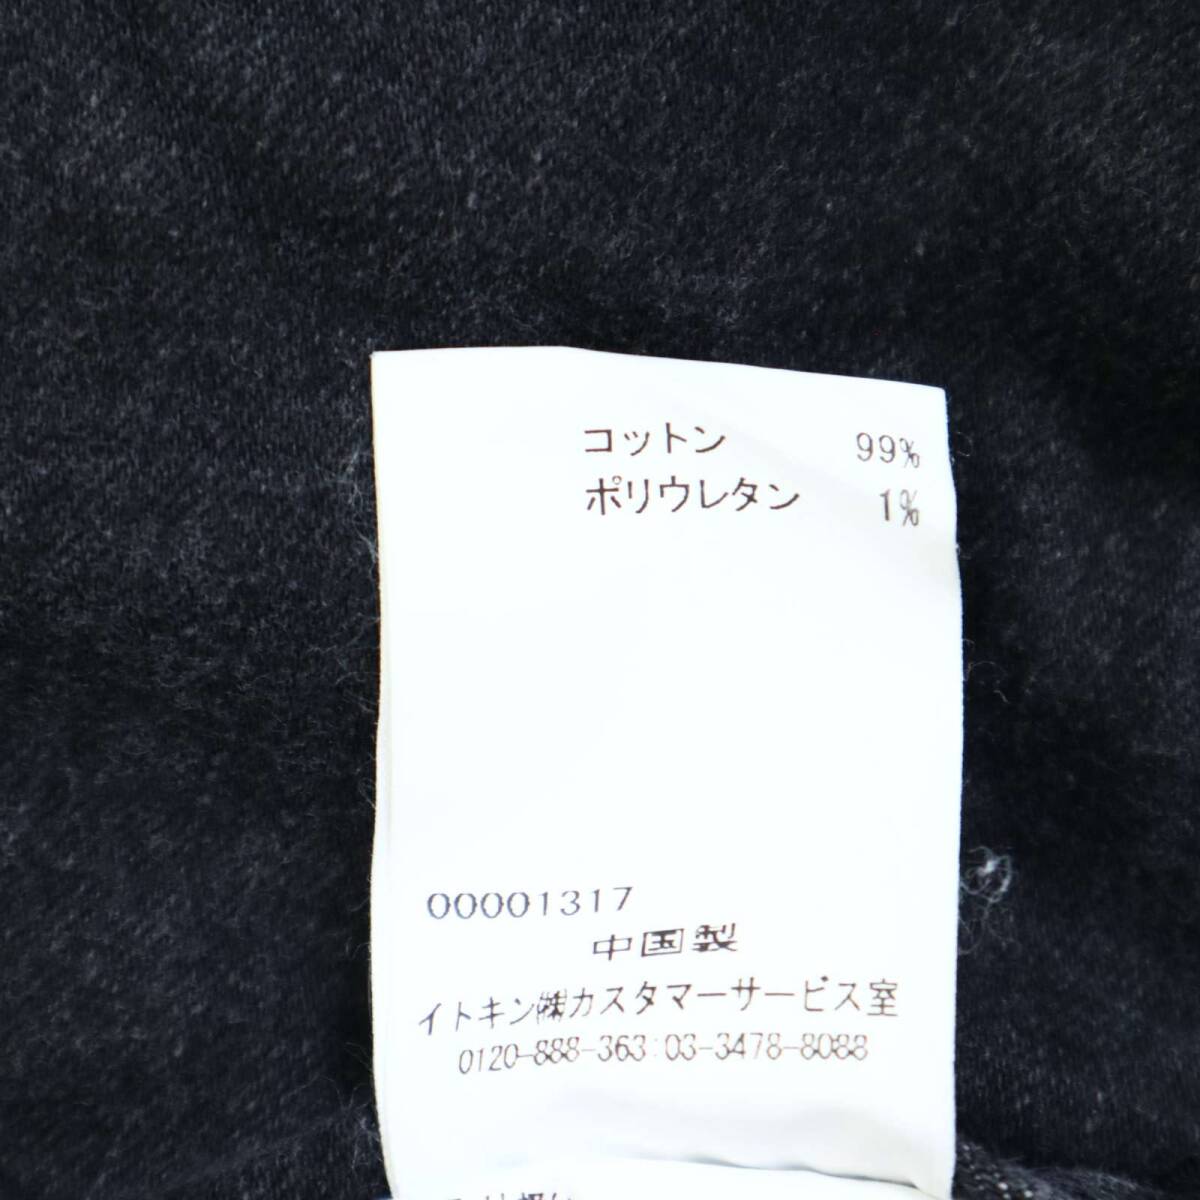 コットン 99%
ポリウレタン 1%
00001317
中国製
イトキン㈱カスタマーサービス室
0120-888-363:03-3478-8088